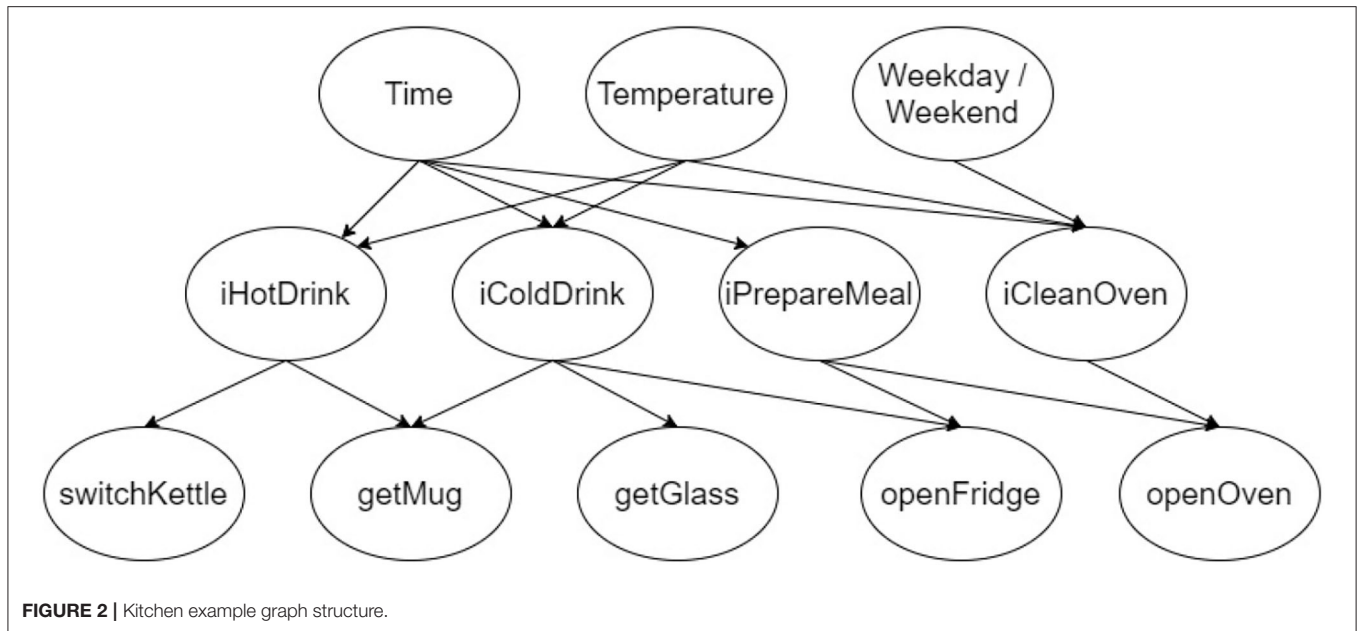 Time
Temperature
Weekday /
Weekend
iHotDrink
iColdDrink
iPrepareMeal
iCleanOven
switchKettle
getMug
getGlass
openFridge
openOven
FIGURE 2 | Kitchen example graph structure.